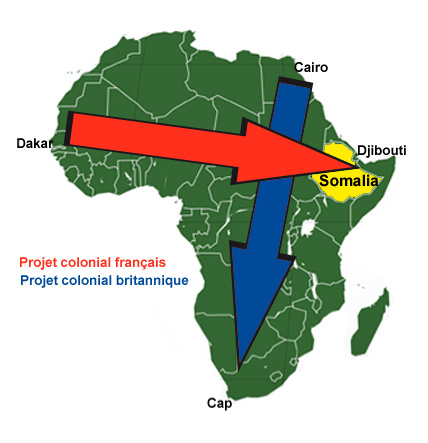 Cairo
Dakar
Djibouti
Somalia
Projet colonial français
Projet colonial britannique
Cap